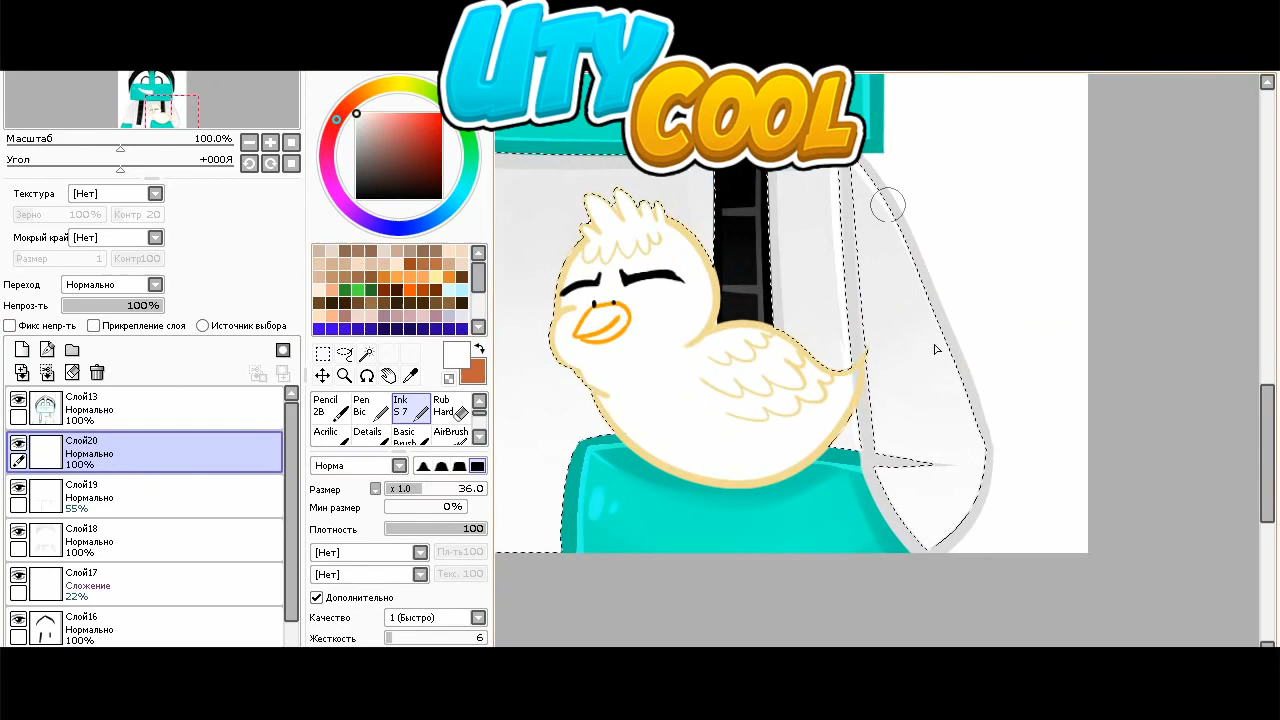 UTY
COOL
Масштаб 100.0%
Угол +000Я
Текстура [Нет]
Зерно 100% Контр 20
Мокрый край [Нет]
Размер 1 Контр100
Переход Нормально
Непроз-ть 100%
Фикс непр-ть Прикрепление слоя Источник выбора
Слой13
Нормально
100%
Слой20
Нормально
100%
Слой19
Нормально
55%
Слой18
Нормально
100%
Слой17
Сложение
22%
Слой16
Нормально
100%
Pencil Pen Ink Rub
2B Bic S 7 Hard
Acrilic Details Basic AirBrush
Brush
Норма
Размер x 1.0 36.0
Мин размер 0%
Плотность 100
[Нет] Пл-ть100
[Нет] Текс. 100
Дополнительно
Качество 1 (Быстро)
Жесткость 6